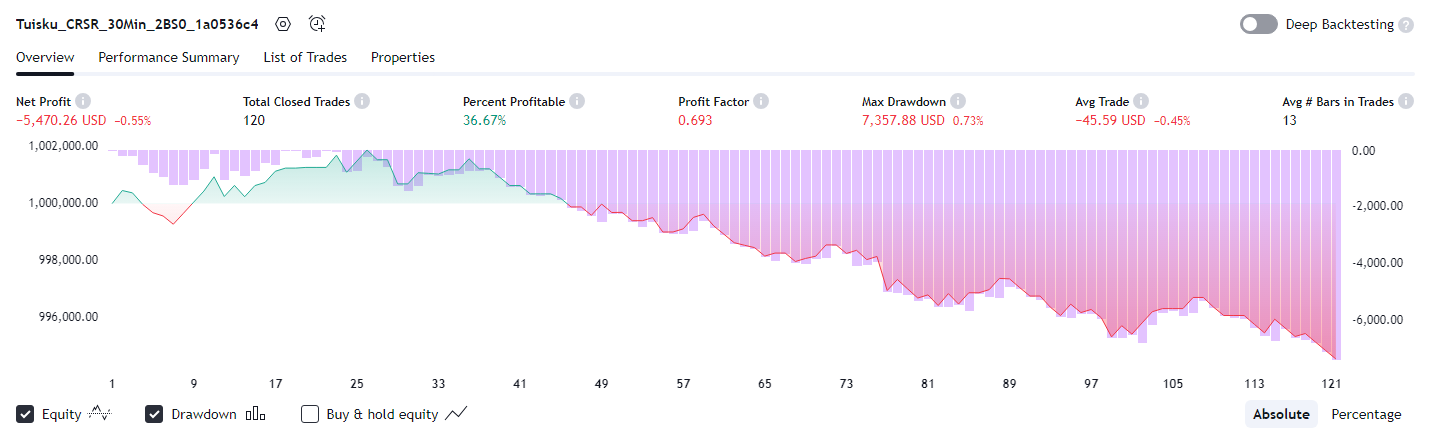 Tuisku_CRSR_30Min_2BS0_1a0536c4 Deep Backtesting ?
Overview Performance Summary List of Trades Properties
Net Profit i Total Closed Trades i Percent Profitable i Profit Factor i Max Drawdown i Avg Trade i Avg # Bars in Trades i
−5,470.26 USD −0.55% 120 36.67% 0.693 7,357.88 USD 0.73% −45.59 USD −0.45% 13
1,002,000.00 0.00
1,000,000.00 -2,000.00
998,000.00 -4,000.00
996,000.00 -6,000.00
1 9 17 25 33 41 49 57 65 73 81 89 97 105 113 121
Equity Drawdown Buy & hold equity Absolute Percentage